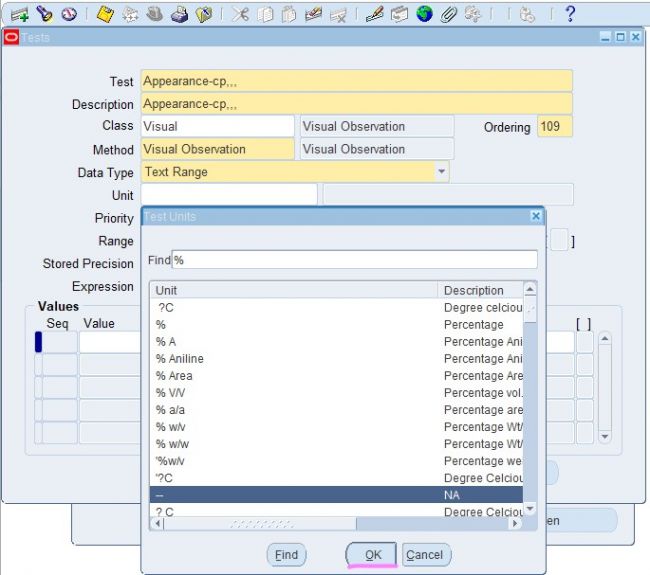 Tests
Test Appearance-cp,,,
Description Appearance-cp,,,
Class Visual Visual Observation Ordering 109
Method Visual Observation Visual Observation
Data Type Text Range
Unit
Priority
Range ]
Stored Precision
Expression
Values
Seq Value [ ]
Test Units
Find %
Unit Description
?C Degree celciou
% Percentage
% A Percentage Ani
% Aniline Percentage Ani
% Area Percentage Are
% V/V Percentage vol.
% a/a Percentage are
% w/v Percentage Wt/
% w/w Percentage Wt/
'%w/v Percentage we
'?C Degree Celciou
-- NA
? C Degree Celciou
Find OK Cancel
en